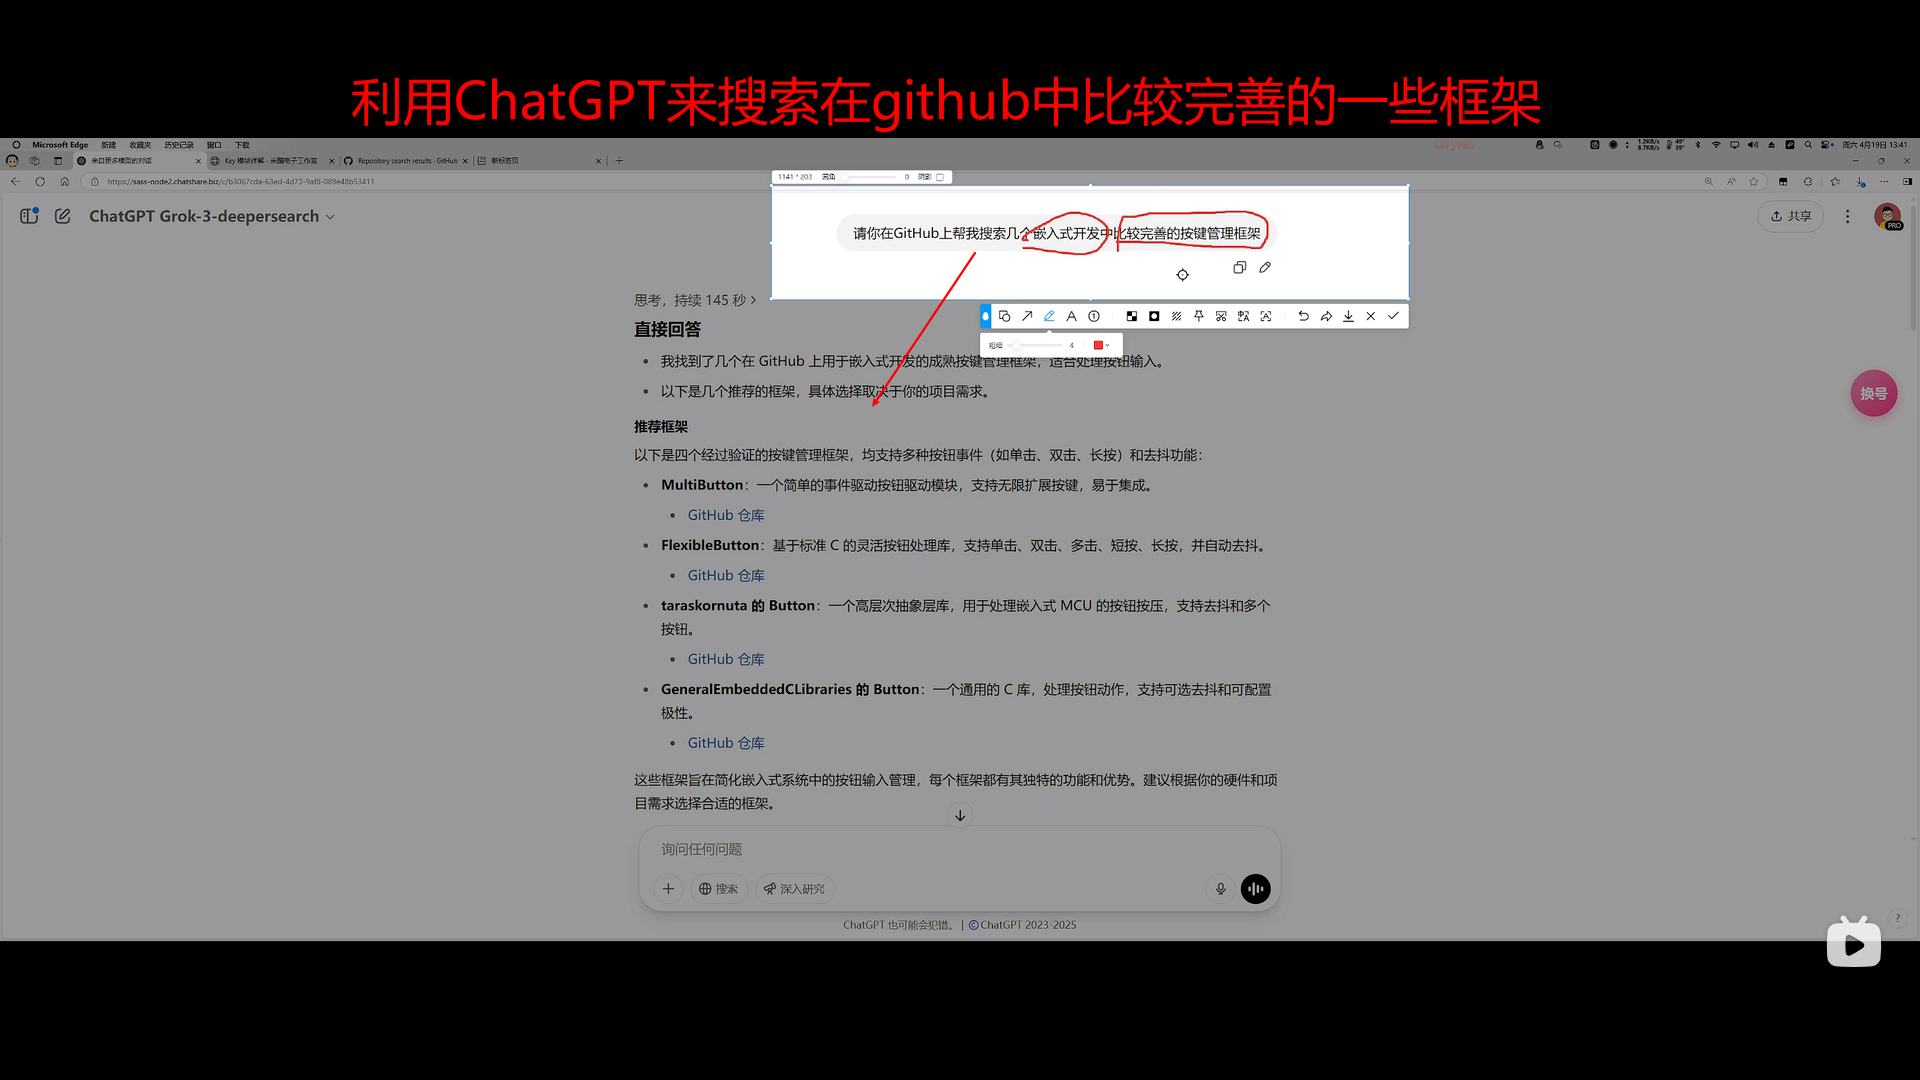 利用ChatGPT来搜索在github中比较完善的一些框架
Microsoft Edge 新建 收藏夹 历史记录 窗口 下载
1.2KB/s 49°
8.7KB/s 39°
周六 4月19日 13:41
来自更多模型的对话
Key 模块详解 - 米醋电子工作室
Repository search results · GitHub
新标签页
https://sass-node2.chatshare.biz/c/b3067cda-63ed-4d73-9af8-089e48b53411
1141 * 203 圆角 0 阴影
ChatGPT Grok-3-deepersearch
共享
PRO
请你在GitHub上帮我搜索几个嵌入式开发中比较完善的按键管理框架
思考，持续 145 秒
粗细 4
直接回答
我找到了几个在 GitHub 上用于嵌入式开发的成熟按键管理框架，适合处理按钮输入。
以下是几个推荐的框架，具体选择取决于你的项目需求。
换号
推荐框架
以下是四个经过验证的按键管理框架，均支持多种按钮事件（如单击、双击、长按）和去抖功能：
MultiButton：一个简单的事件驱动按钮驱动模块，支持无限扩展按键，易于集成。
GitHub 仓库
FlexibleButton：基于标准 C 的灵活按钮处理库，支持单击、双击、多击、短按、长按，并自动去抖。
GitHub 仓库
taraskornuta 的 Button：一个高层次抽象层库，用于处理嵌入式 MCU 的按钮按压，支持去抖和多个
按钮。
GitHub 仓库
GeneralEmbeddedCLibraries 的 Button：一个通用的 C 库，处理按钮动作，支持可选去抖和可配置
极性。
GitHub 仓库
这些框架旨在简化嵌入式系统中的按钮输入管理，每个框架都有其独特的功能和优势。建议根据你的硬件和项
目需求选择合适的框架。
询问任何问题
搜索 深入研究
ChatGPT 也可能会犯错。 | © ChatGPT 2023-2025
?